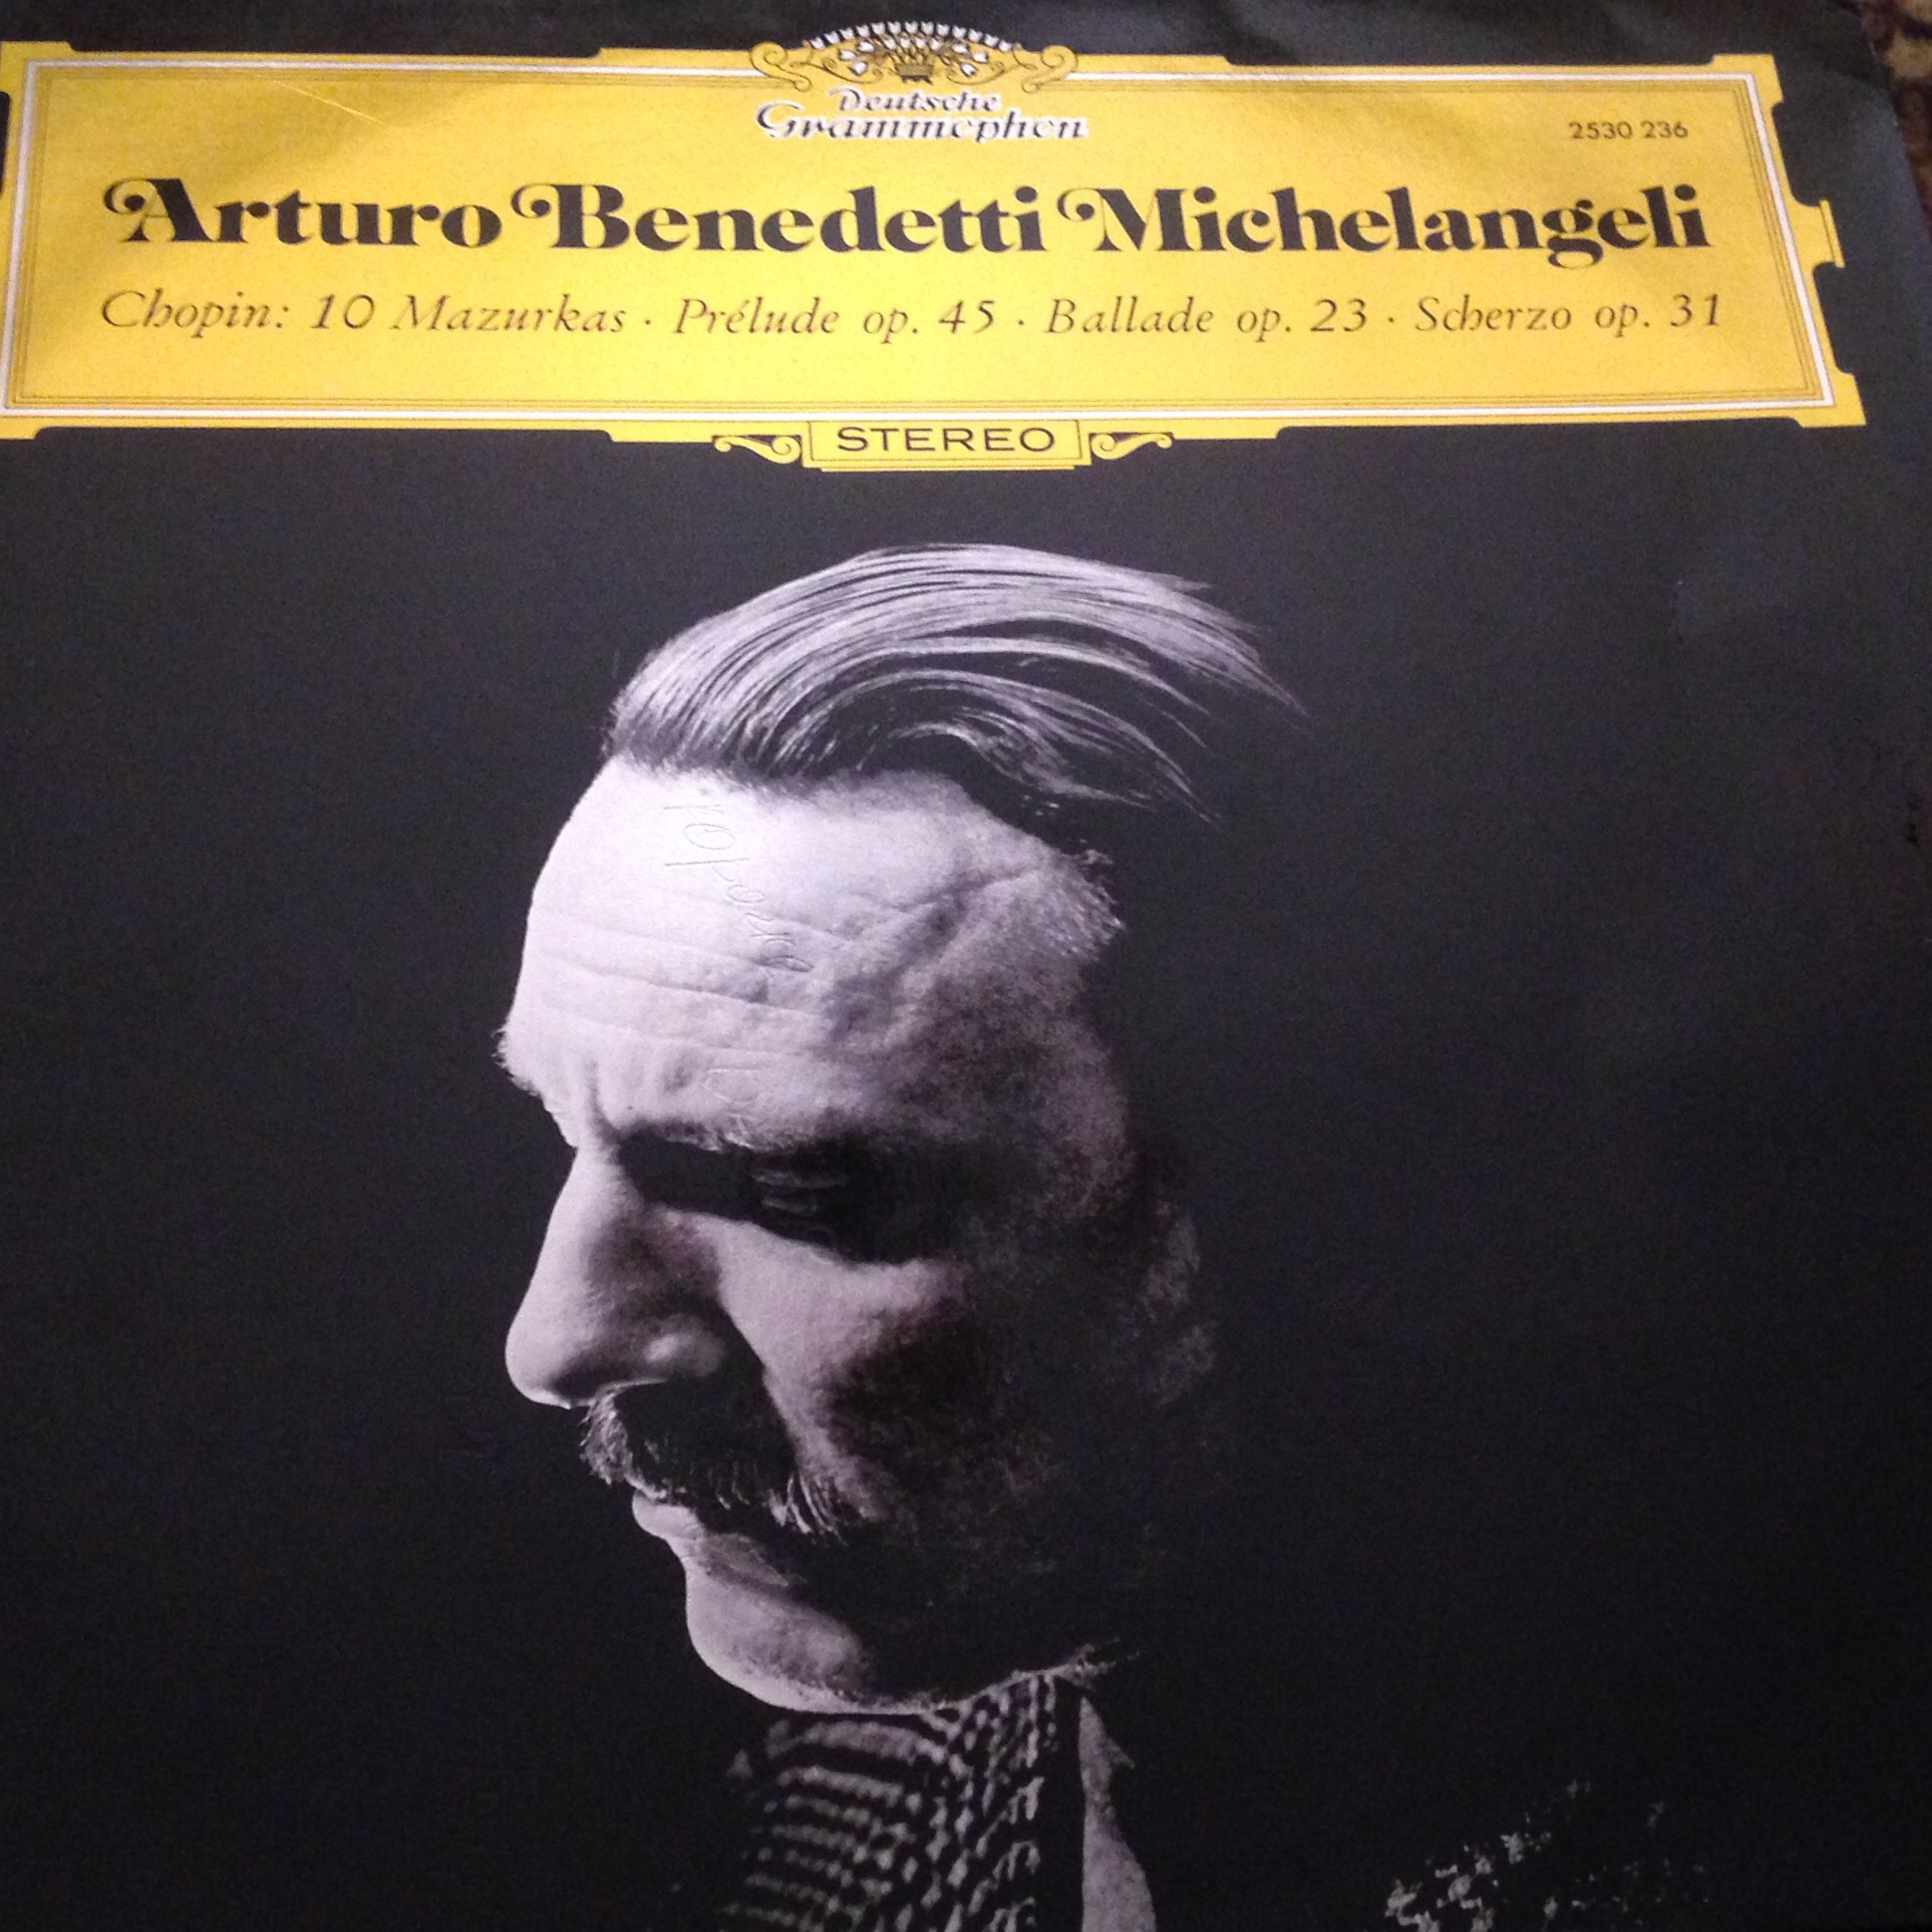 Deutsche
Grammophon
2530 236
Arturo Benedetti Michelangeli
Chopin: 10 Mazurkas · Prélude op. 45 · Ballade op. 23 · Scherzo op. 31
STEREO